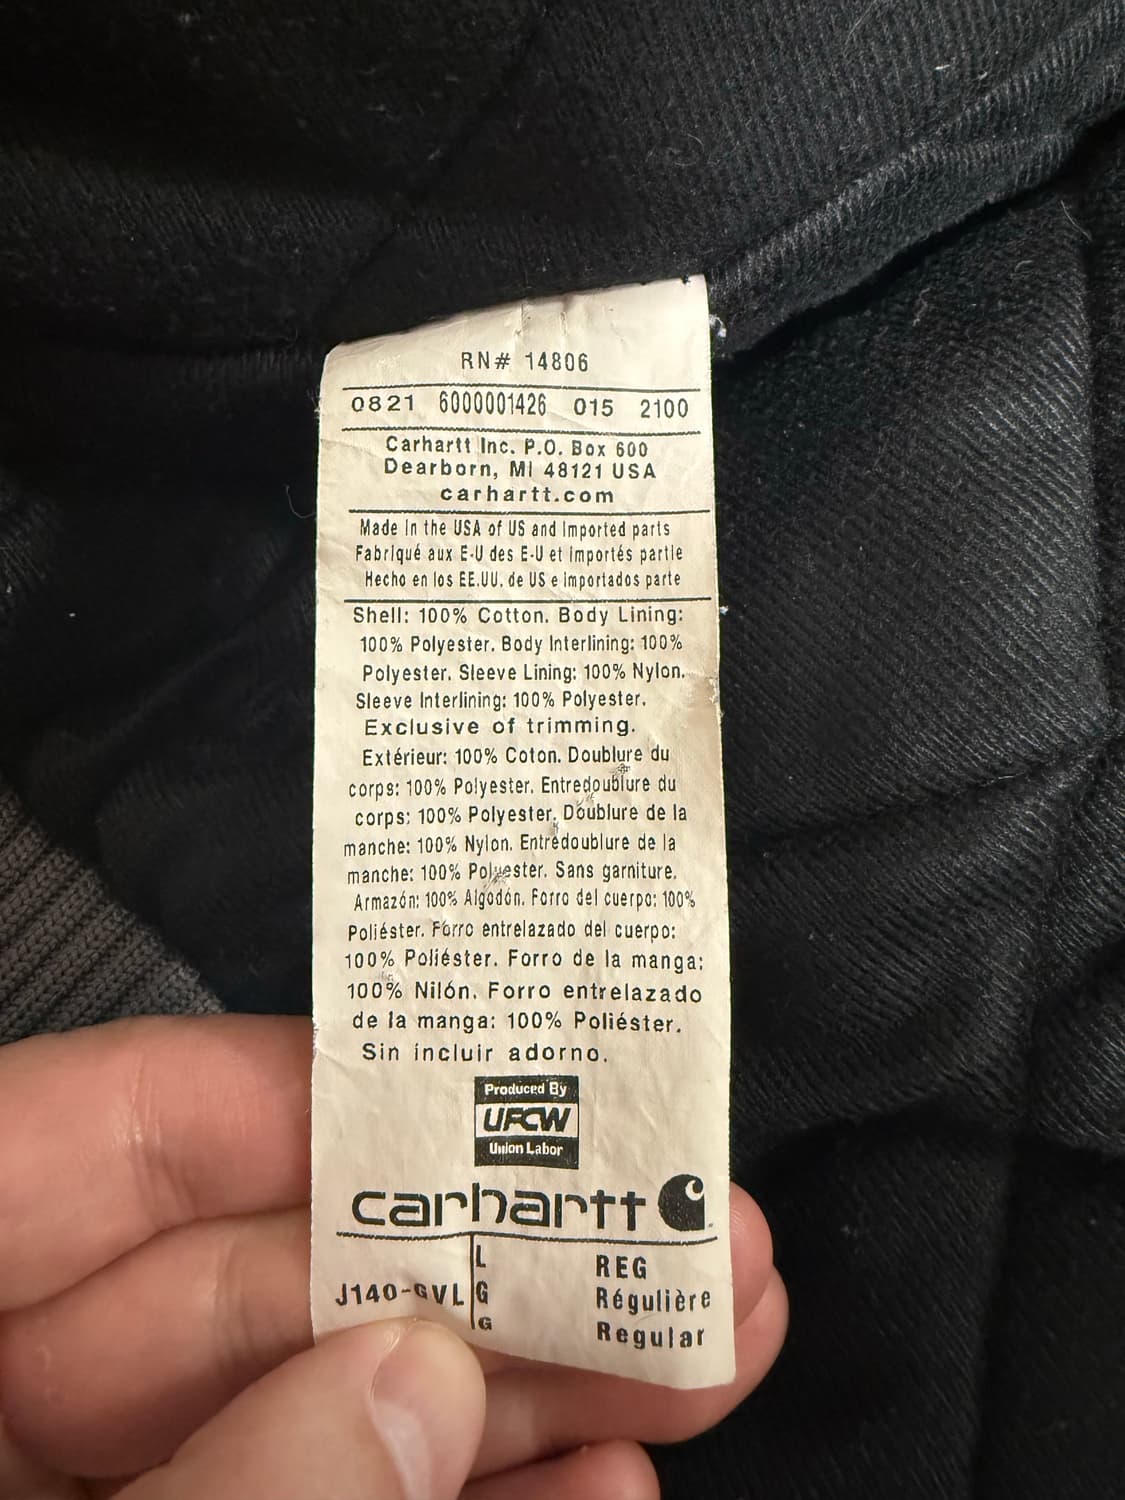 RN# 14806
0821 6000001426 015 2100
Carhartt Inc. P.O. Box 600
Dearborn, MI 48121 USA
carhartt.com
Made In the USA of US and Imported parts
Fabriqué aux E-U des E-U et importés partie
Hecho en los EE.UU. de US e importados parte
Shell: 100% Cotton. Body Lining:
100% Polyester. Body Interlining: 100%
Polyester. Sleeve Lining: 100% Nylon.
Sleeve Interlining: 100% Polyester.
Exclusive of trimming.
Extérieur: 100% Coton. Doublure du
corps: 100% Polyester. Entredoublure du
corps: 100% Polyester. Doublure de la
manche: 100% Nylon. Entredoublure de la
manche: 100% Polyester. Sans garniture.
Armazón: 100% Algodón. Forro del cuerpo: 100%
Poliéster. Forro entrelazado del cuerpo:
100% Poliéster. Forro de la manga:
100% Nilón. Forro entrelazado
de la manga: 100% Poliéster.
Sin incluir adorno.
Produced By
UFCW
Union Labor
carhartt
L REG
J140-GVL G Régulière
G Regular